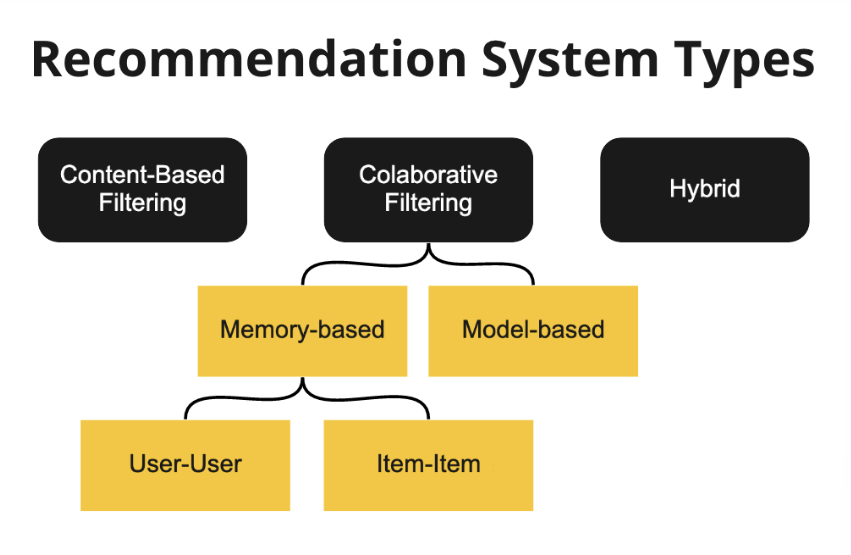 Recommendation System Types
Content-Based
Filtering
Colaborative
Filtering
Hybrid
Memory-based
Model-based
User-User
Item-Item